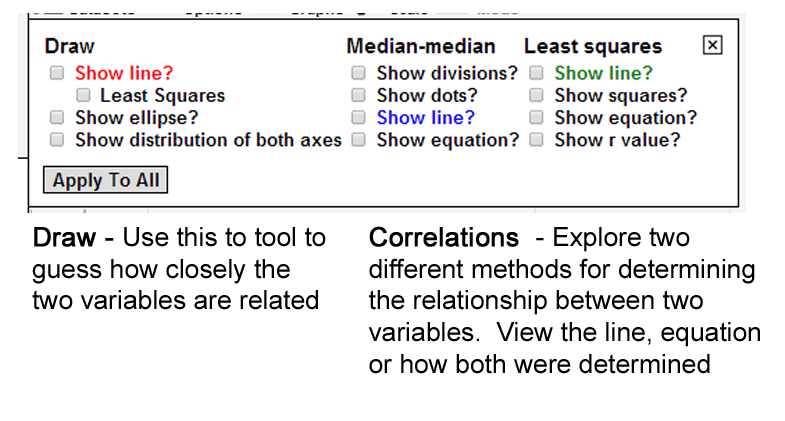 Draw
Show line?
Least Squares
Show ellipse?
Show distribution of both axes
Median-median
Show divisions?
Show dots?
Show line?
Show equation?
Least squares
Show line?
Show squares?
Show equation?
Show r value?
Apply To All
Draw - Use this to tool to
guess how closely the
two variables are related
Correlations - Explore two
different methods for determining
the relationship between two
variables. View the line, equation
or how both were determined